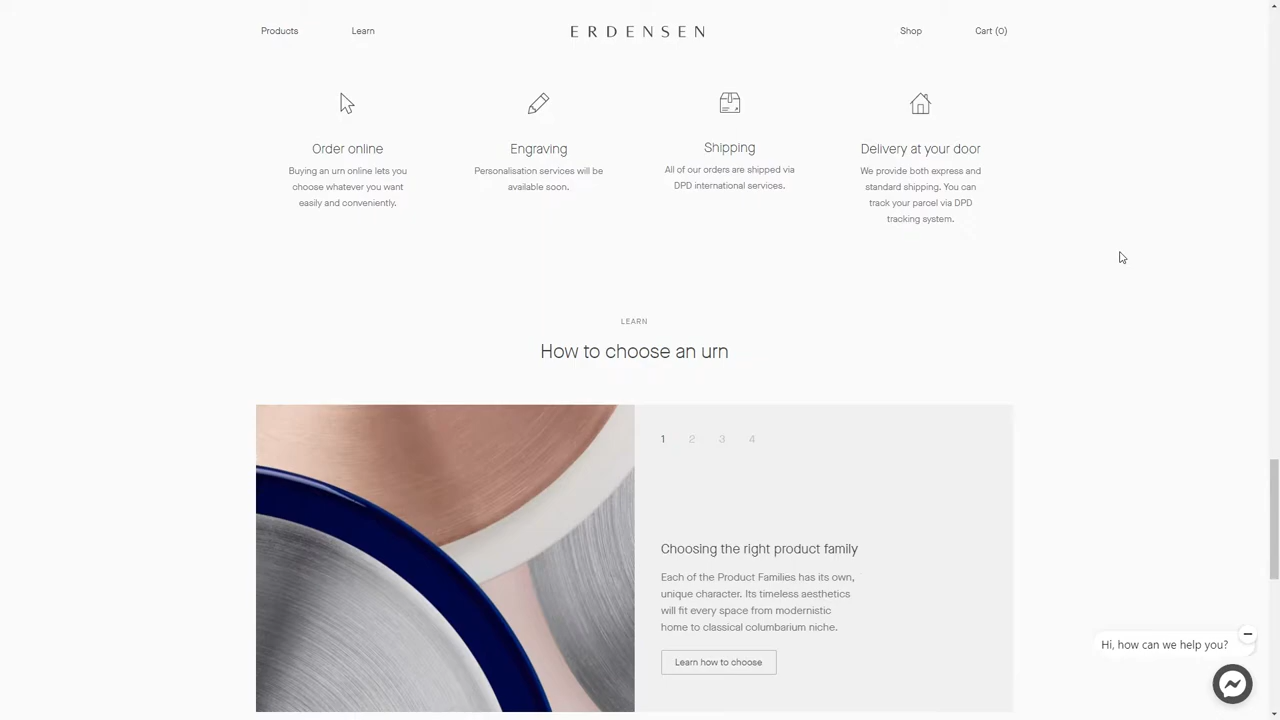 Products
Learn
ERDENSEN
Shop
Cart (0)
Order online
Buying an urn online lets you
choose whatever you want
easily and conveniently.
Engraving
Personalisation services will be
available soon.
Shipping
All of our orders are shipped via
DPD international services.
Delivery at your door
We provide both express and
standard shipping. You can
track your parcel via DPD
tracking system.
LEARN
How to choose an urn
1 2 3 4
Choosing the right product family
Each of the Product Families has its own,
unique character. Its timeless aesthetics
will fit every space from modernistic
home to classical columbarium niche.
Learn how to choose
Hi, how can we help you?